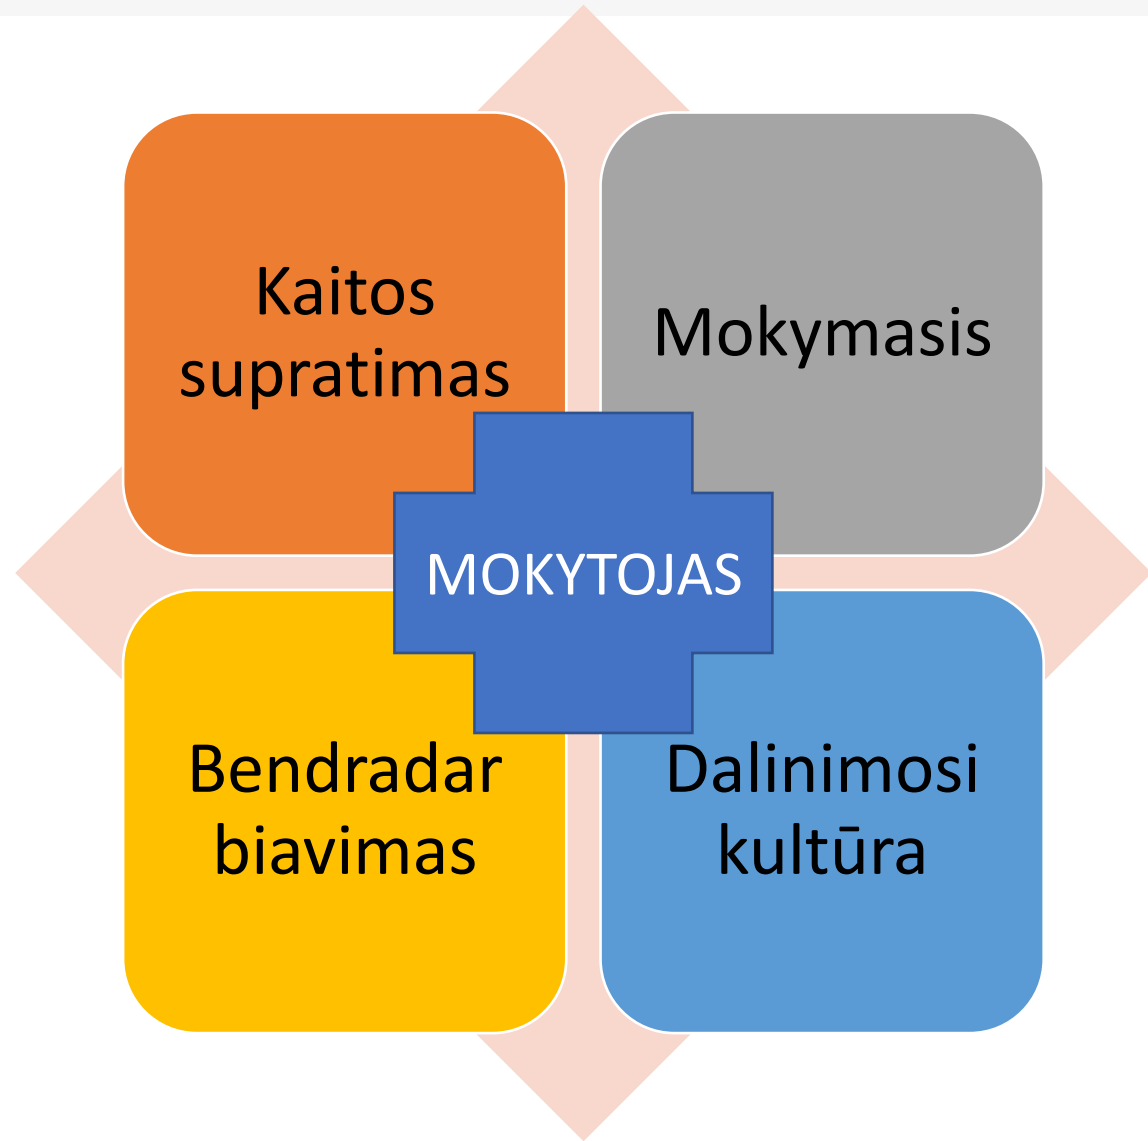 Kaitos
supratimas
Mokymasis
MOKYTOJAS
Bendradar
biavimas
Dalinimosi
kultūra